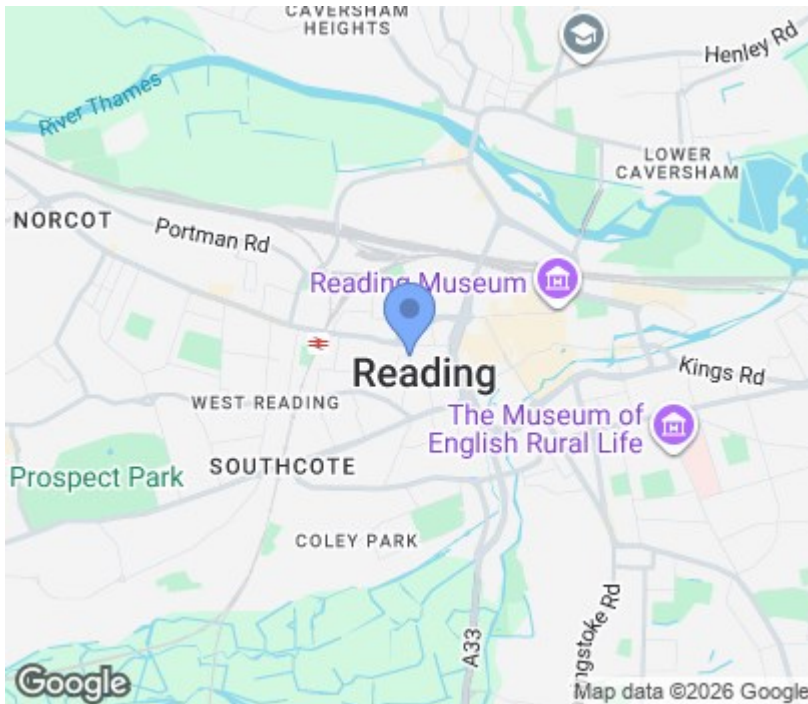 CAVERSHAM
HEIGHTS
Henley Rd
River Thames
LOWER
CAVERSHAM
NORCOT
Portman Rd
Reading Museum
Reading
Kings Rd
WEST READING
The Museum of
English Rural Life
SOUTHCOTE
Prospect Park
COLEY PARK
A33
ngstoke Rd
Google
Map data ©2026 Google